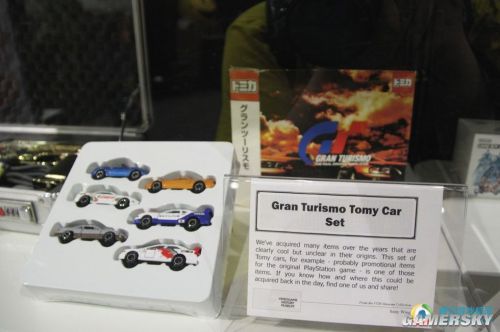 トミカ
トミカ
グランツーリスモ
GRAN TURISMO
Gran Turismo Tomy Car
Set
We've acquired many items over the years that are
clearly cool but unclear in their origins. This set of
Tomy cars, for example - probably promotional items
for the original PlayStation game - is one of those
items. If you know how and where this could be
acquired back in the day, find one of us and share!
VIDEOGAME
HISTORY
MUSEUM
GAMERSKY